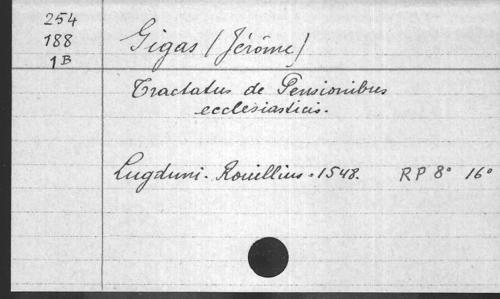 254
188
1B
Gigas (Jérôme)
Tractatus de Pensionibus
ecclesiasticis.
Lugduni. Rouillius. 1548. RP 8° 16°